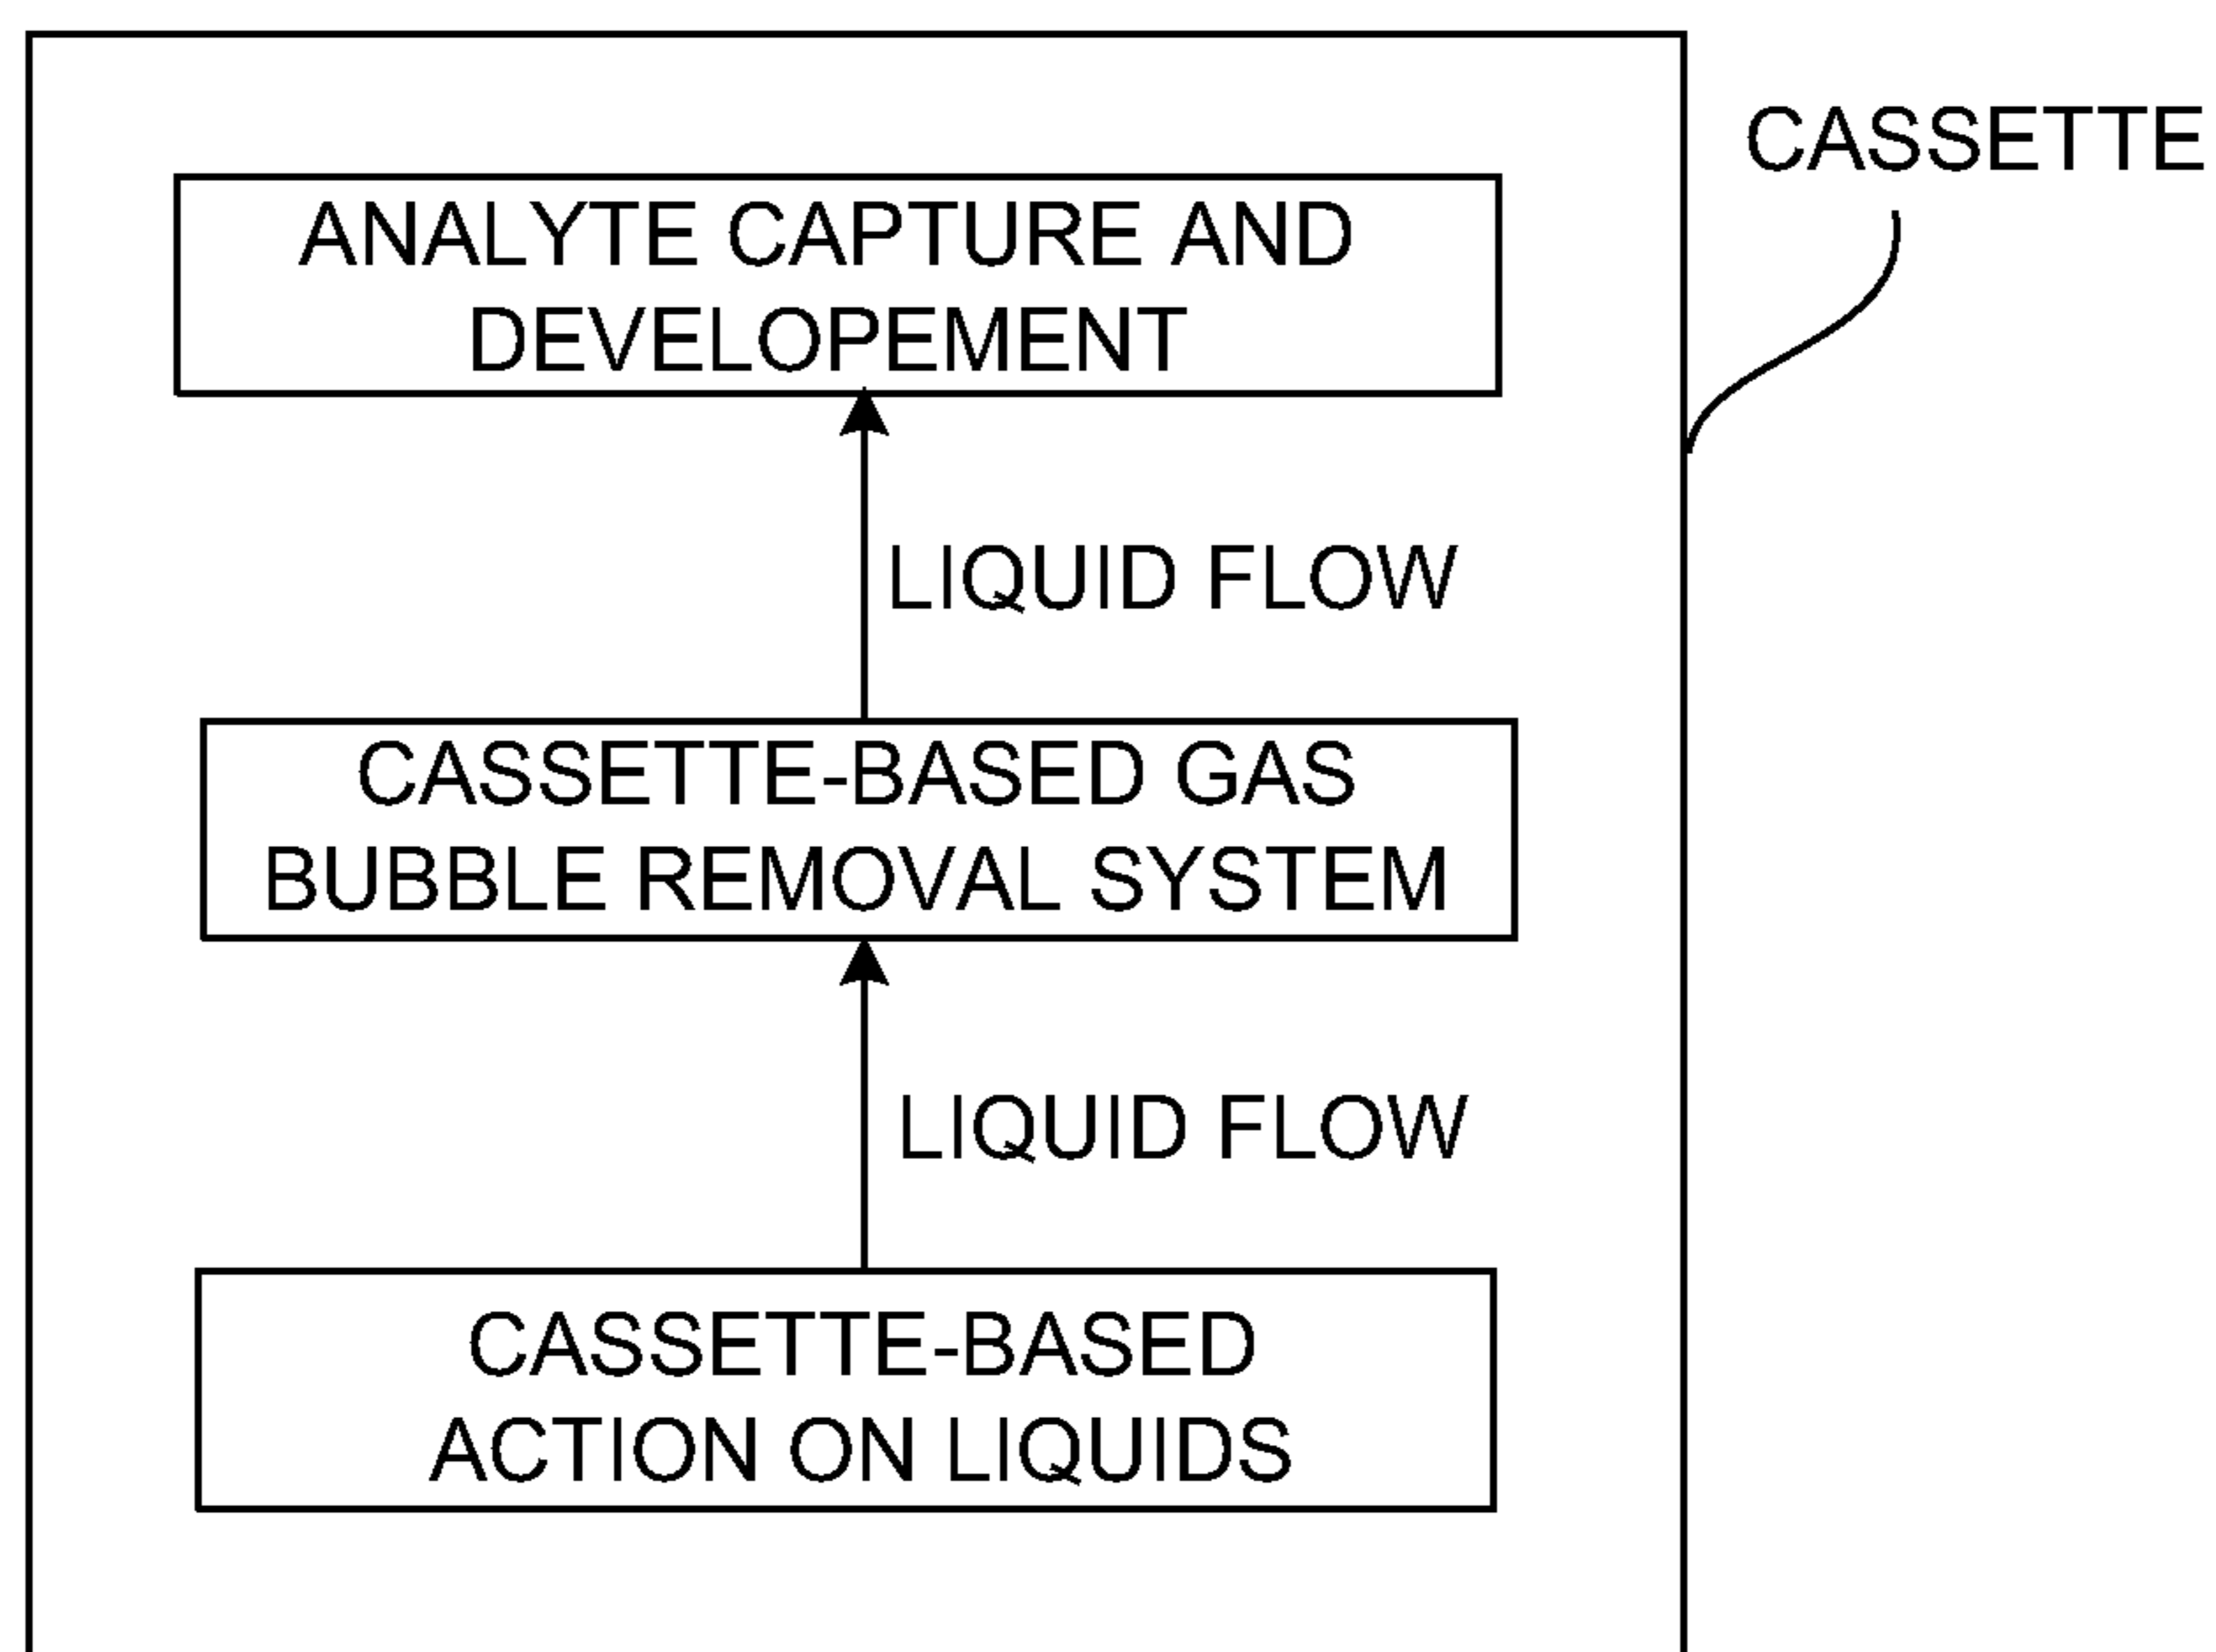 CASSETTE
ANALYTE CAPTURE AND
DEVELOPEMENT
LIQUID FLOW
CASSETTE-BASED GAS
BUBBLE REMOVAL SYSTEM
LIQUID FLOW
CASSETTE-BASED
ACTION ON LIQUIDS